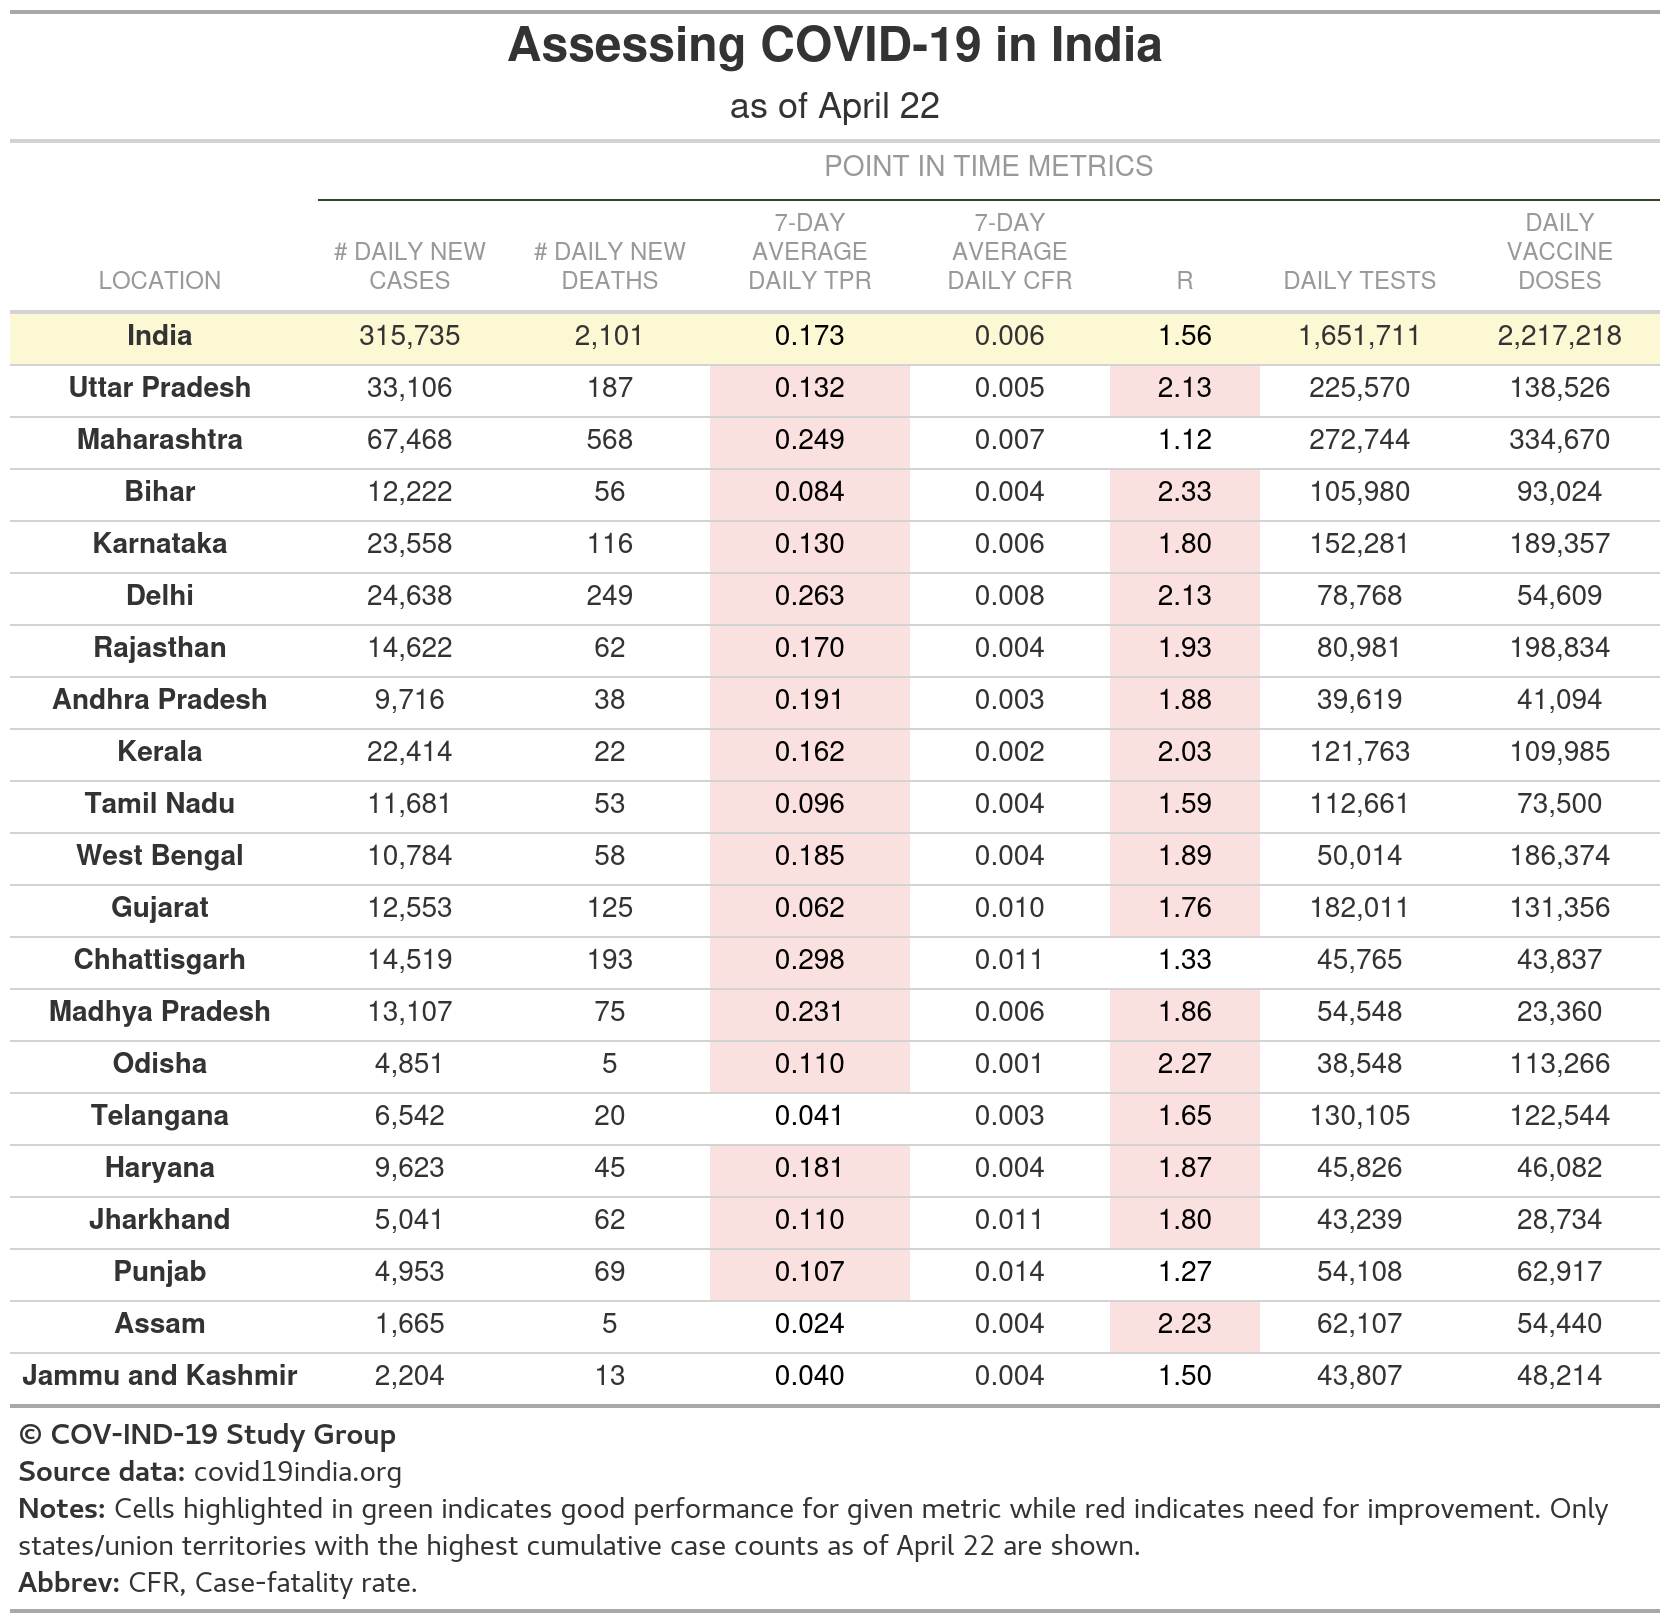 Assessing COVID-19 in India
as of April 22
POINT IN TIME METRICS
LOCATION # DAILY NEW CASES # DAILY NEW DEATHS 7-DAY AVERAGE DAILY TPR 7-DAY AVERAGE DAILY CFR R DAILY TESTS DAILY VACCINE DOSES
India 315,735 2,101 0.173 0.006 1.56 1,651,711 2,217,218
Uttar Pradesh 33,106 187 0.132 0.005 2.13 225,570 138,526
Maharashtra 67,468 568 0.249 0.007 1.12 272,744 334,670
Bihar 12,222 56 0.084 0.004 2.33 105,980 93,024
Karnataka 23,558 116 0.130 0.006 1.80 152,281 189,357
Delhi 24,638 249 0.263 0.008 2.13 78,768 54,609
Rajasthan 14,622 62 0.170 0.004 1.93 80,981 198,834
Andhra Pradesh 9,716 38 0.191 0.003 1.88 39,619 41,094
Kerala 22,414 22 0.162 0.002 2.03 121,763 109,985
Tamil Nadu 11,681 53 0.096 0.004 1.59 112,661 73,500
West Bengal 10,784 58 0.185 0.004 1.89 50,014 186,374
Gujarat 12,553 125 0.062 0.010 1.76 182,011 131,356
Chhattisgarh 14,519 193 0.298 0.011 1.33 45,765 43,837
Madhya Pradesh 13,107 75 0.231 0.006 1.86 54,548 23,360
Odisha 4,851 5 0.110 0.001 2.27 38,548 113,266
Telangana 6,542 20 0.041 0.003 1.65 130,105 122,544
Haryana 9,623 45 0.181 0.004 1.87 45,826 46,082
Jharkhand 5,041 62 0.110 0.011 1.80 43,239 28,734
Punjab 4,953 69 0.107 0.014 1.27 54,108 62,917
Assam 1,665 5 0.024 0.004 2.23 62,107 54,440
Jammu and Kashmir 2,204 13 0.040 0.004 1.50 43,807 48,214
© COV-IND-19 Study Group
Source data: covid19india.org
Notes: Cells highlighted in green indicates good performance for given metric while red indicates need for improvement. Only
states/union territories with the highest cumulative case counts as of April 22 are shown.
Abbrev: CFR, Case-fatality rate.